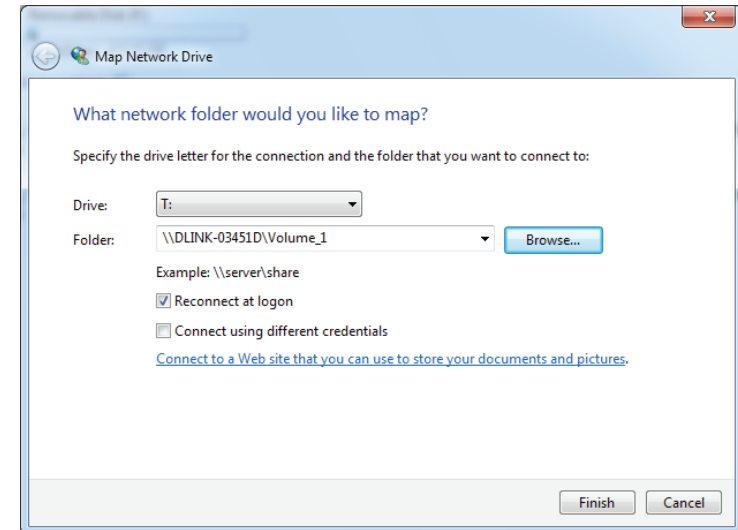 Map Network Drive
What network folder would you like to map?
Specify the drive letter for the connection and the folder that you want to connect to:
Drive: T:
Folder: \\DLINK-03451D\Volume_1 Browse...
Example: \\server\share
Reconnect at logon
Connect using different credentials
Connect to a Web site that you can use to store your documents and pictures.
Finish Cancel